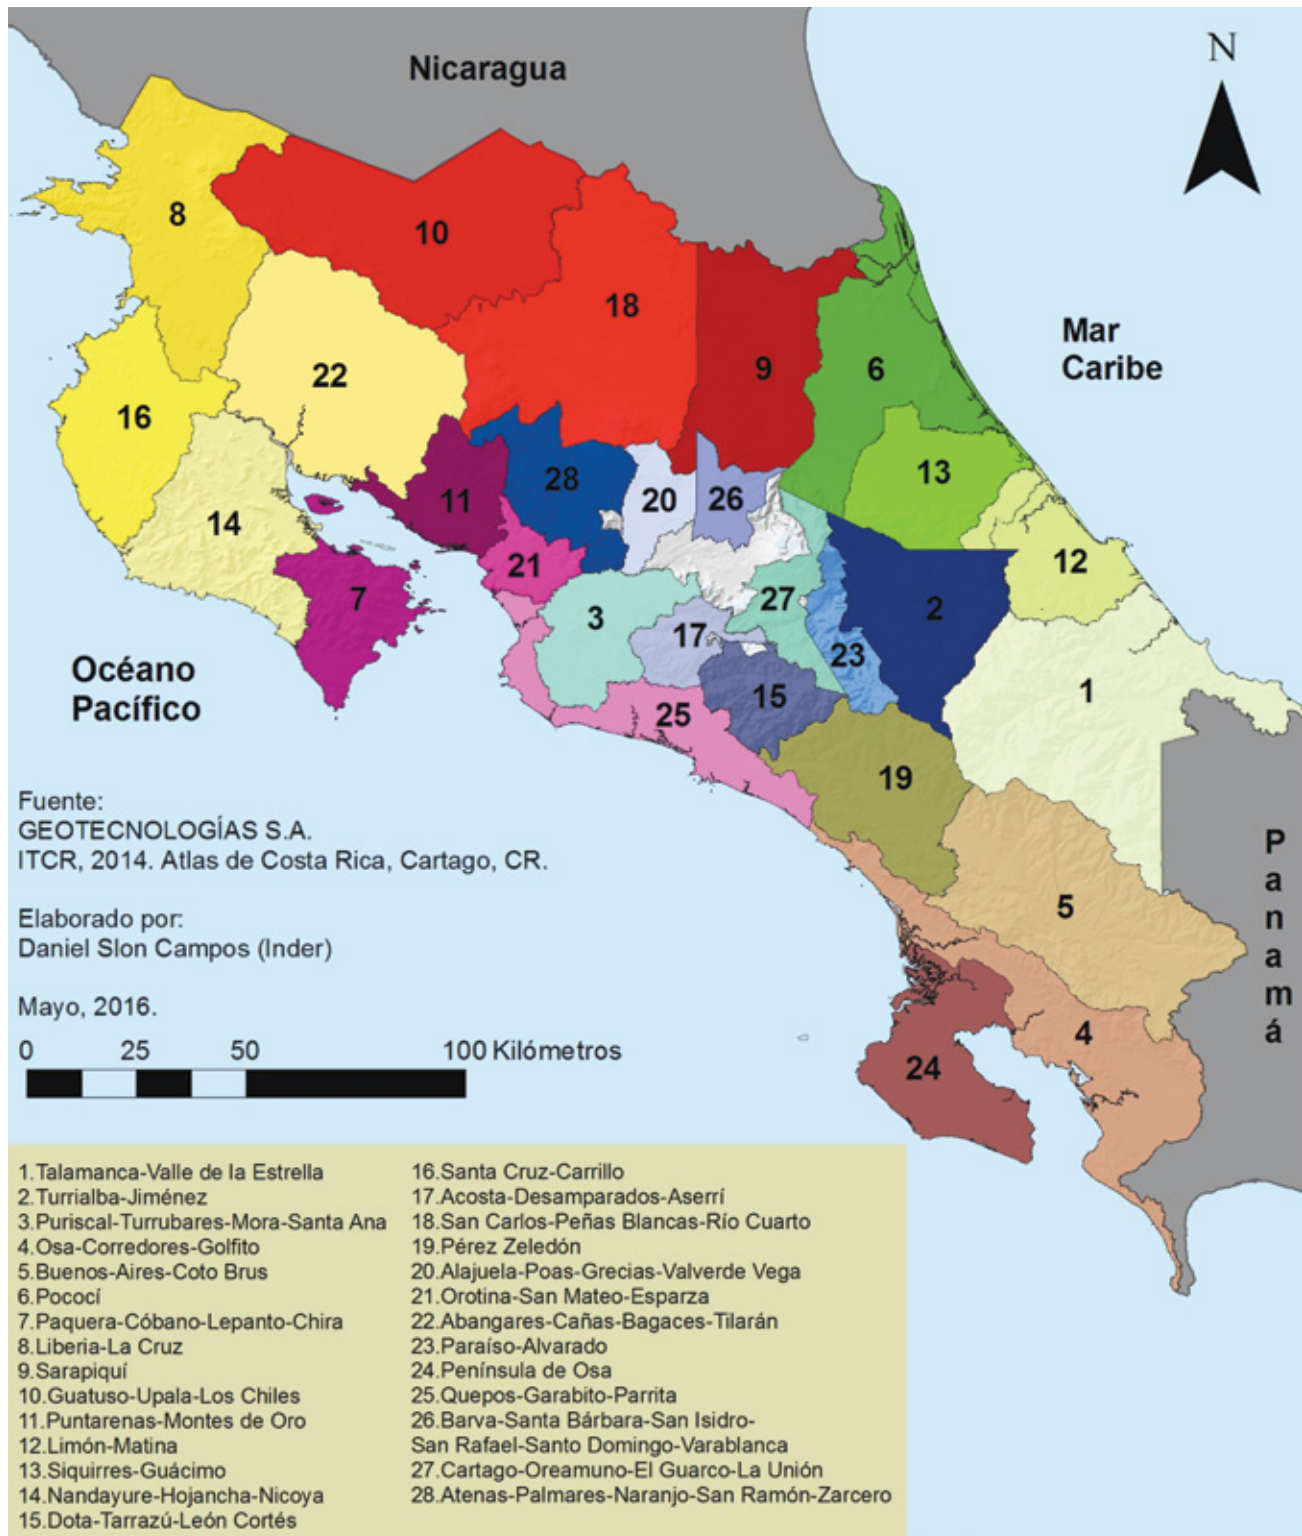 Nicaragua
N
8
10
18
22
9
6
Mar
Caribe
16
28
13
11
20
26
14
21
12
7
3
27
2
17
23
Océano
Pacífico
15
1
25
19
Fuente:
GEOTECNOLOGÍAS S.A.
ITCR, 2014. Atlas de Costa Rica, Cartago, CR.
P
a
n
a
m
á
5
Elaborado por:
Daniel Slon Campos (Inder)
Mayo, 2016.
4
0 25 50 100 Kilómetros
24
1.Talamanca-Valle de la Estrella
2.Turrialba-Jiménez
3.Puriscal-Turrubares-Mora-Santa Ana
4.Osa-Corredores-Golfito
5.Buenos-Aires-Coto Brus
6.Pococí
7.Paquera-Cóbano-Lepanto-Chira
8.Liberia-La Cruz
9.Sarapiquí
10.Guatuso-Upala-Los Chiles
11.Puntarenas-Montes de Oro
12.Limón-Matina
13.Siquirres-Guácimo
14.Nandayure-Hojancha-Nicoya
15.Dota-Tarrazú-León Cortés
16.Santa Cruz-Carrillo
17.Acosta-Desamparados-Aserrí
18.San Carlos-Peñas Blancas-Río Cuarto
19.Pérez Zeledón
20.Alajuela-Poas-Grecias-Valverde Vega
21.Orotina-San Mateo-Esparza
22.Abangares-Cañas-Bagaces-Tilarán
23.Paraíso-Alvarado
24.Península de Osa
25.Quepos-Garabito-Parrita
26.Barva-Santa Bárbara-San Isidro-
San Rafael-Santo Domingo-Varablanca
27.Cartago-Oreamuno-El Guarco-La Unión
28.Atenas-Palmares-Naranjo-San Ramón-Zarcero